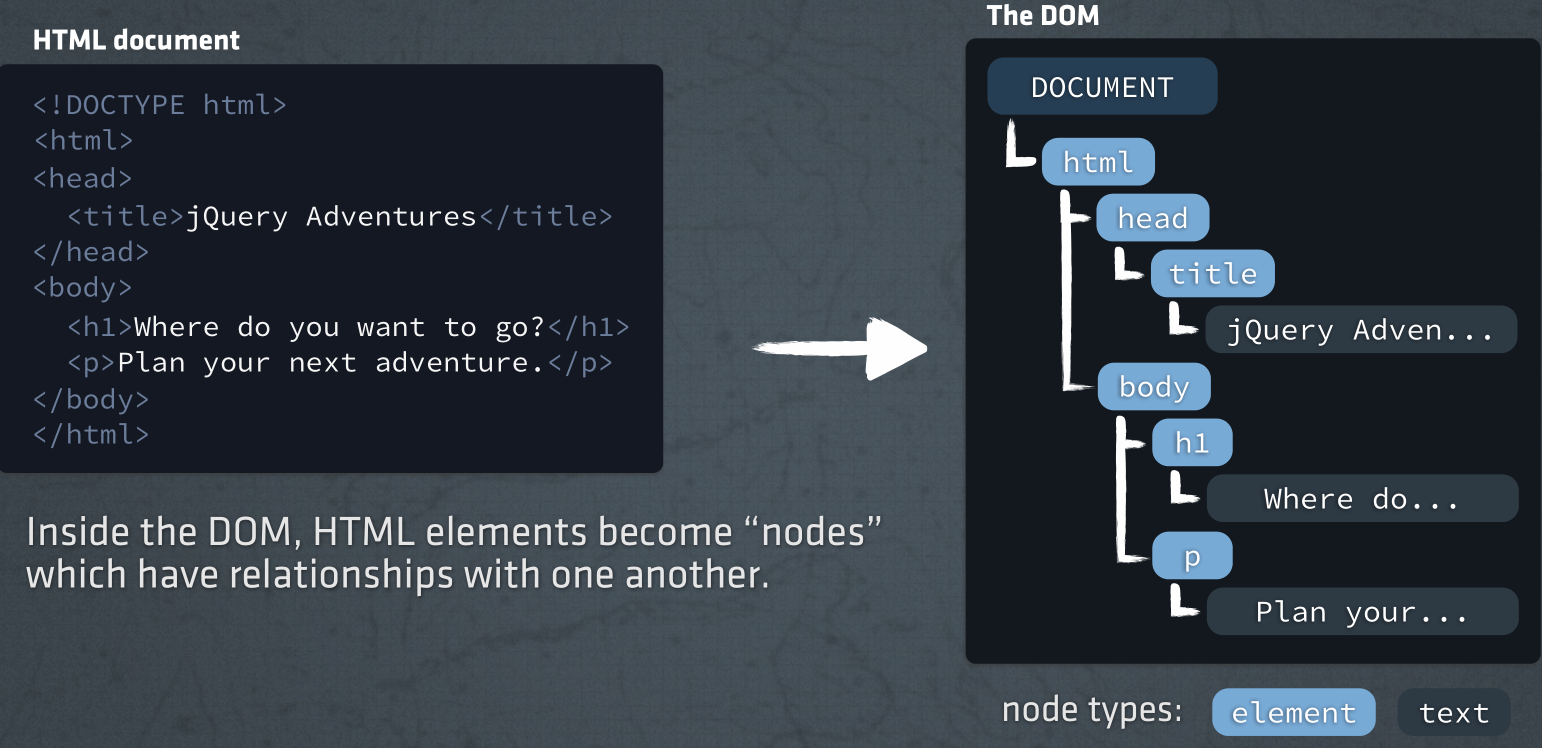 HTML document
<!DOCTYPE html>
<html>
<head>
<title>jQuery Adventures</title>
</head>
<body>
<h1>Where do you want to go?</h1>
<p>Plan your next adventure.</p>
</body>
</html>
Inside the DOM, HTML elements become “nodes”
which have relationships with one another.
The DOM
DOCUMENT
html
head
title
jQuery Adven...
body
h1
Where do...
p
Plan your...
node types: element text